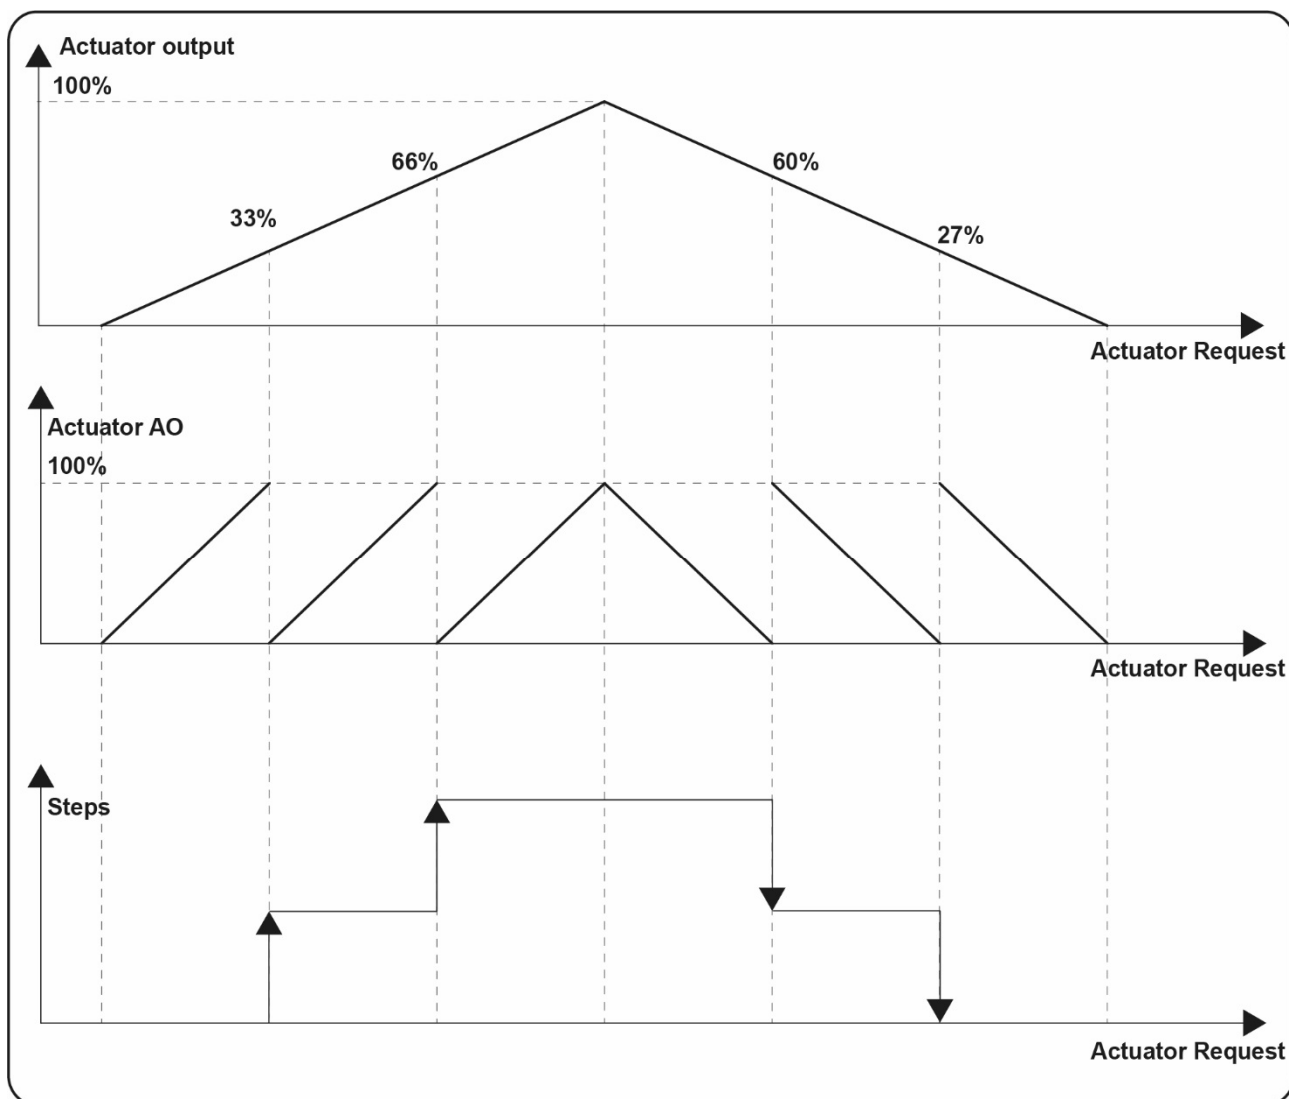 Actuator output
100%
66%
60%
33%
27%
Actuator Request
Actuator AO
100%
Actuator Request
Steps
Actuator Request